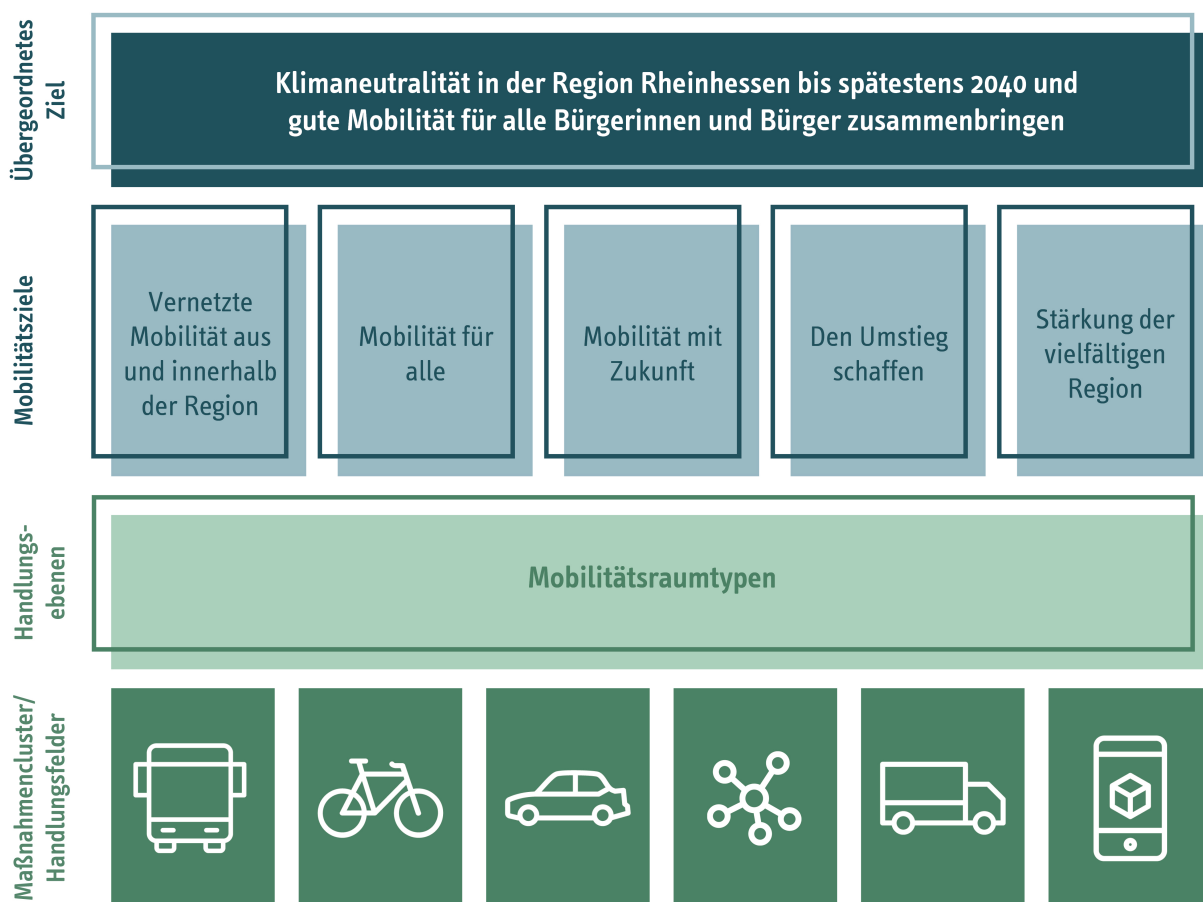 Übergeordnetes
Ziel
Klimaneutralität in der Region Rheinhessen bis spätestens 2040 und
gute Mobilität für alle Bürgerinnen und Bürger zusammenbringen
Mobilitätsziele
Vernetzte
Mobilität aus
und innerhalb
der Region
Mobilität für
alle
Mobilität mit
Zukunft
Den Umstieg
schaffen
Stärkung der
vielfältigen
Region
Handlungs-
ebenen
Mobilitätsraumtypen
Maßnahmencluster/
Handlungsfelder